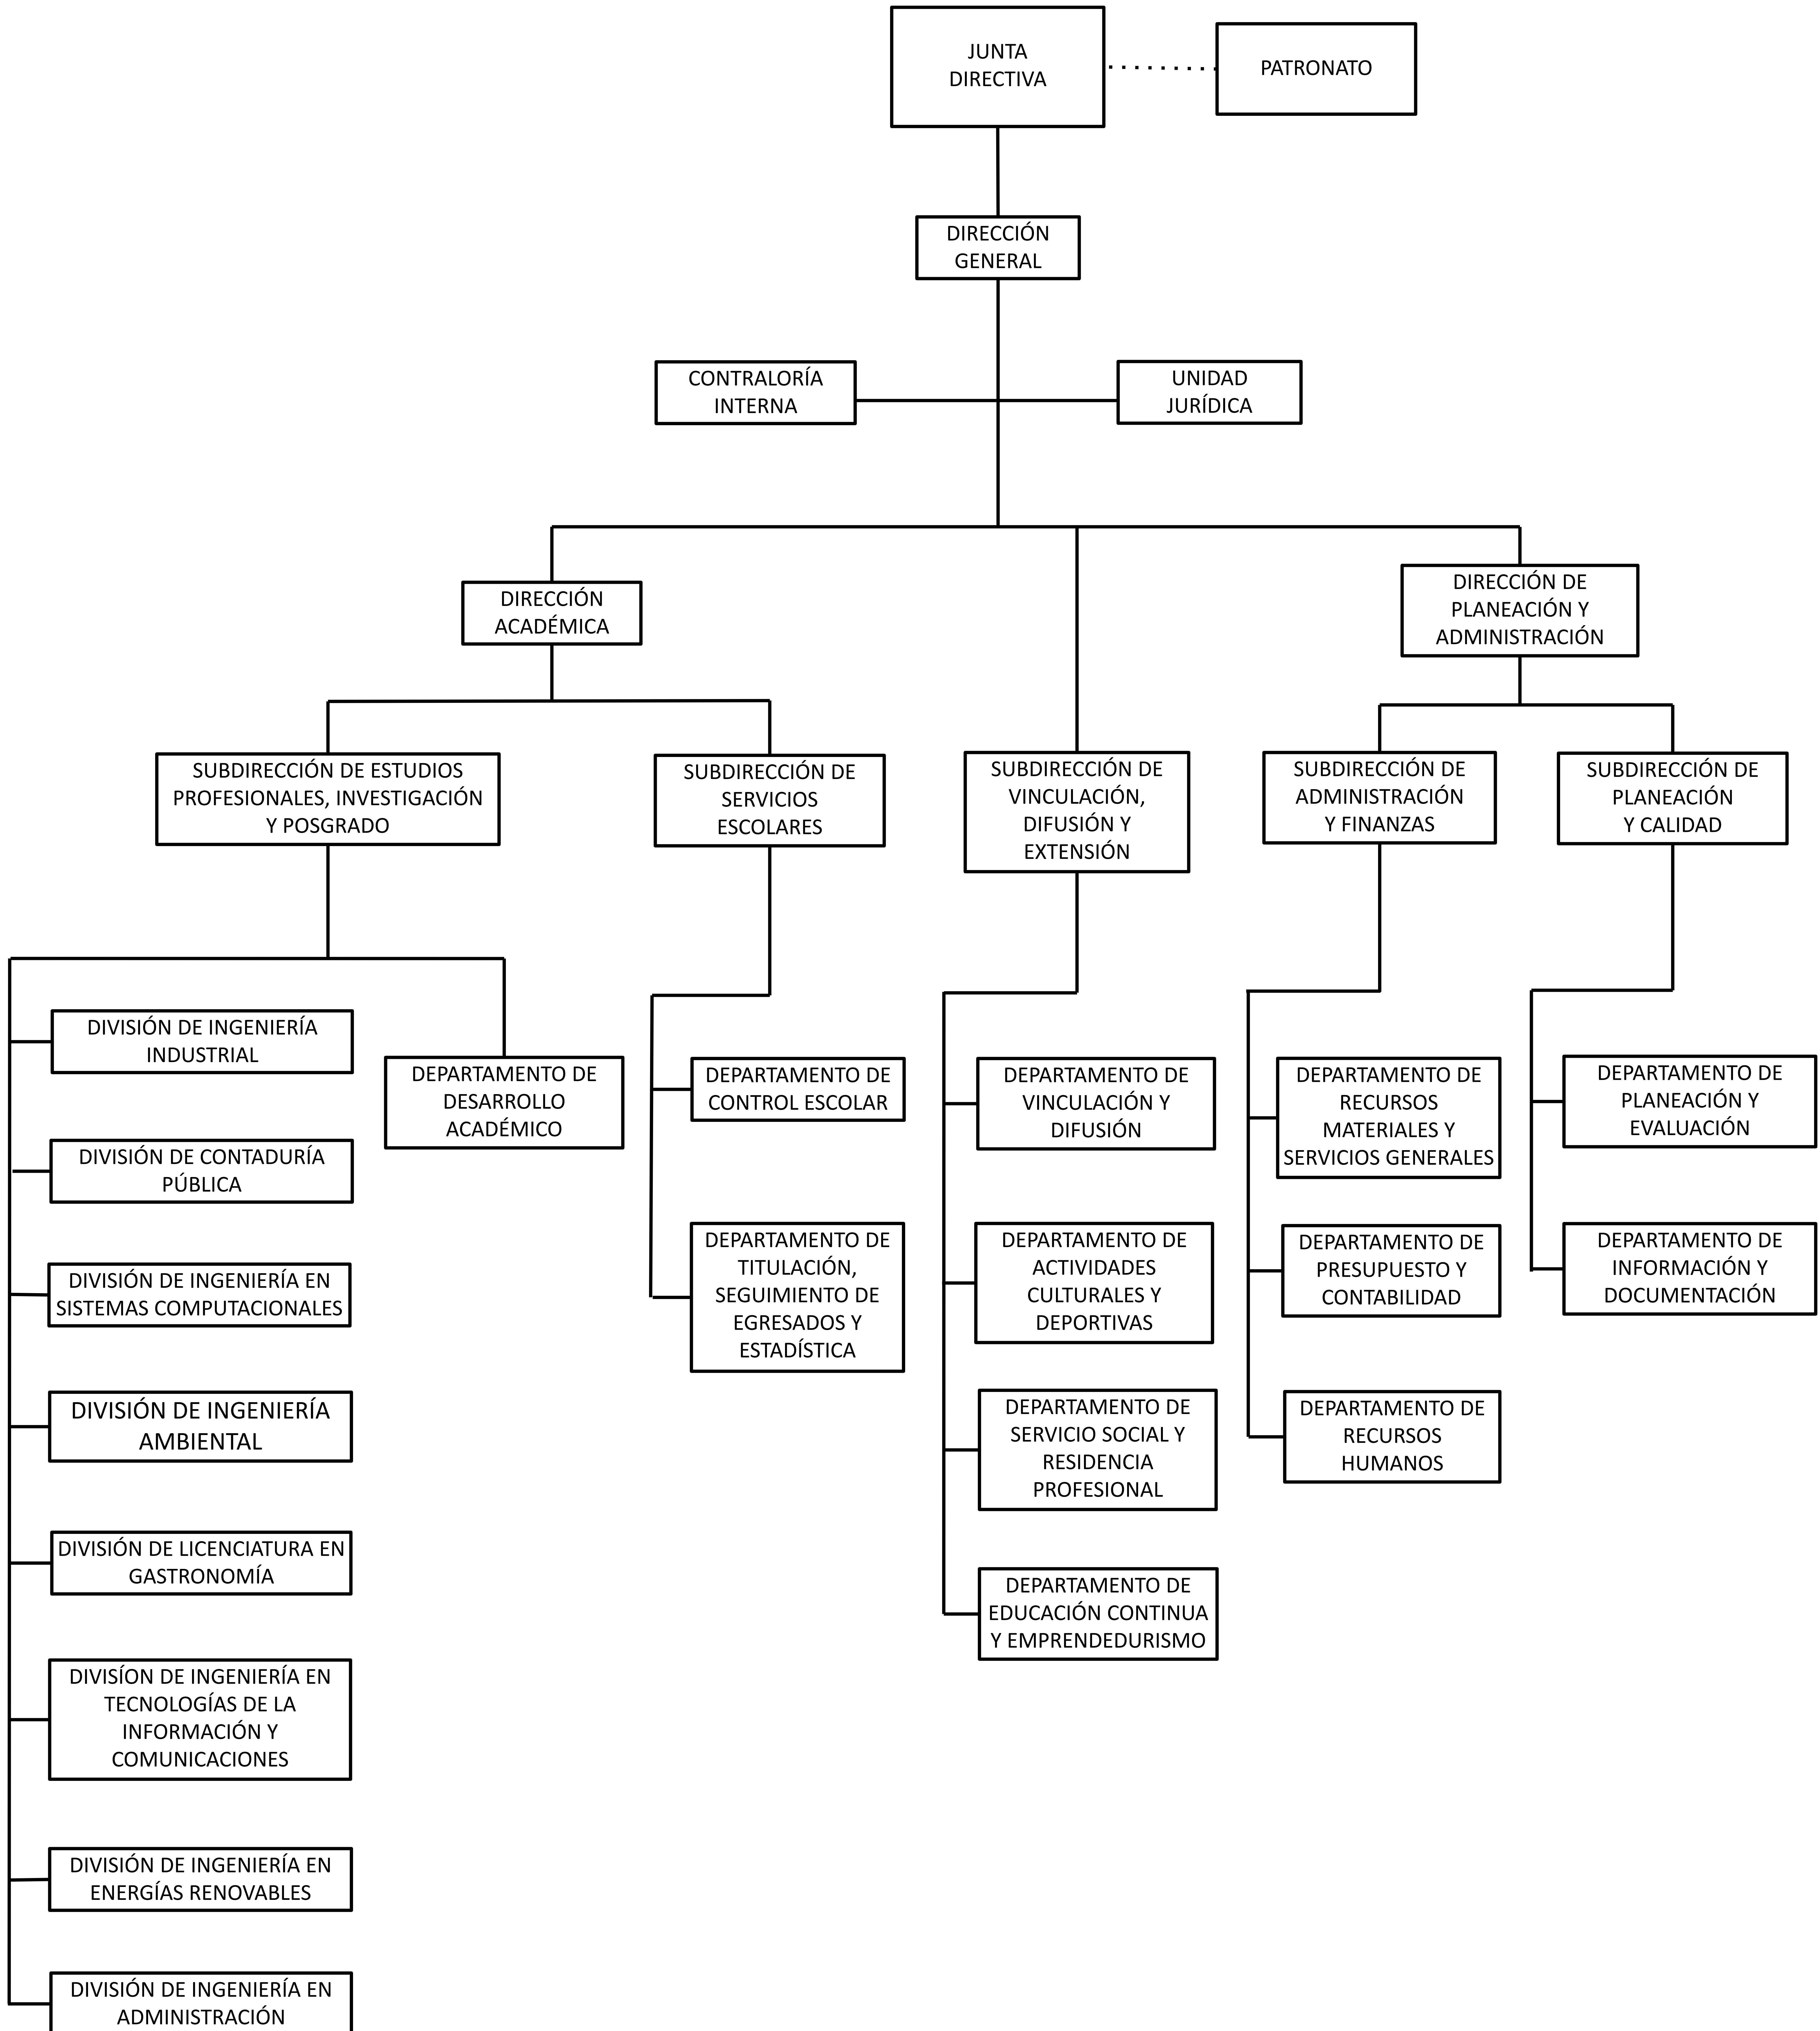 JUNTA
DIRECTIVA
PATRONATO
DIRECCIÓN
GENERAL
CONTRALORÍA
INTERNA
UNIDAD
JURÍDICA
DIRECCIÓN
ACADÉMICA
DIRECCIÓN DE
PLANEACIÓN Y
ADMINISTRACIÓN
SUBDIRECCIÓN DE ESTUDIOS
PROFESIONALES, INVESTIGACIÓN
Y POSGRADO
SUBDIRECCIÓN DE
SERVICIOS
ESCOLARES
SUBDIRECCIÓN DE
VINCULACIÓN,
DIFUSIÓN Y
EXTENSIÓN
SUBDIRECCIÓN DE
ADMINISTRACIÓN
Y FINANZAS
SUBDIRECCIÓN DE
PLANEACIÓN
Y CALIDAD
DIVISIÓN DE INGENIERÍA
INDUSTRIAL
DIVISIÓN DE CONTADURÍA
PÚBLICA
DIVISIÓN DE INGENIERÍA EN
SISTEMAS COMPUTACIONALES
DIVISIÓN DE INGENIERÍA
AMBIENTAL
DIVISIÓN DE LICENCIATURA EN
GASTRONOMÍA
DIVISÍON DE INGENIERÍA EN
TECNOLOGÍAS DE LA
INFORMACIÓN Y
COMUNICACIONES
DIVISIÓN DE INGENIERÍA EN
ENERGÍAS RENOVABLES
DIVISIÓN DE INGENIERÍA EN
ADMINISTRACIÓN
DEPARTAMENTO DE
DESARROLLO
ACADÉMICO
DEPARTAMENTO DE
CONTROL ESCOLAR
DEPARTAMENTO DE
TITULACIÓN,
SEGUIMIENTO DE
EGRESADOS Y
ESTADÍSTICA
DEPARTAMENTO DE
VINCULACIÓN Y
DIFUSIÓN
DEPARTAMENTO DE
ACTIVIDADES
CULTURALES Y
DEPORTIVAS
DEPARTAMENTO DE
SERVICIO SOCIAL Y
RESIDENCIA
PROFESIONAL
DEPARTAMENTO DE
EDUCACIÓN CONTINUA
Y EMPRENDEDURISMO
DEPARTAMENTO DE
RECURSOS
MATERIALES Y
SERVICIOS GENERALES
DEPARTAMENTO DE
PRESUPUESTO Y
CONTABILIDAD
DEPARTAMENTO DE
RECURSOS
HUMANOS
DEPARTAMENTO DE
PLANEACIÓN Y
EVALUACIÓN
DEPARTAMENTO DE
INFORMACIÓN Y
DOCUMENTACIÓN